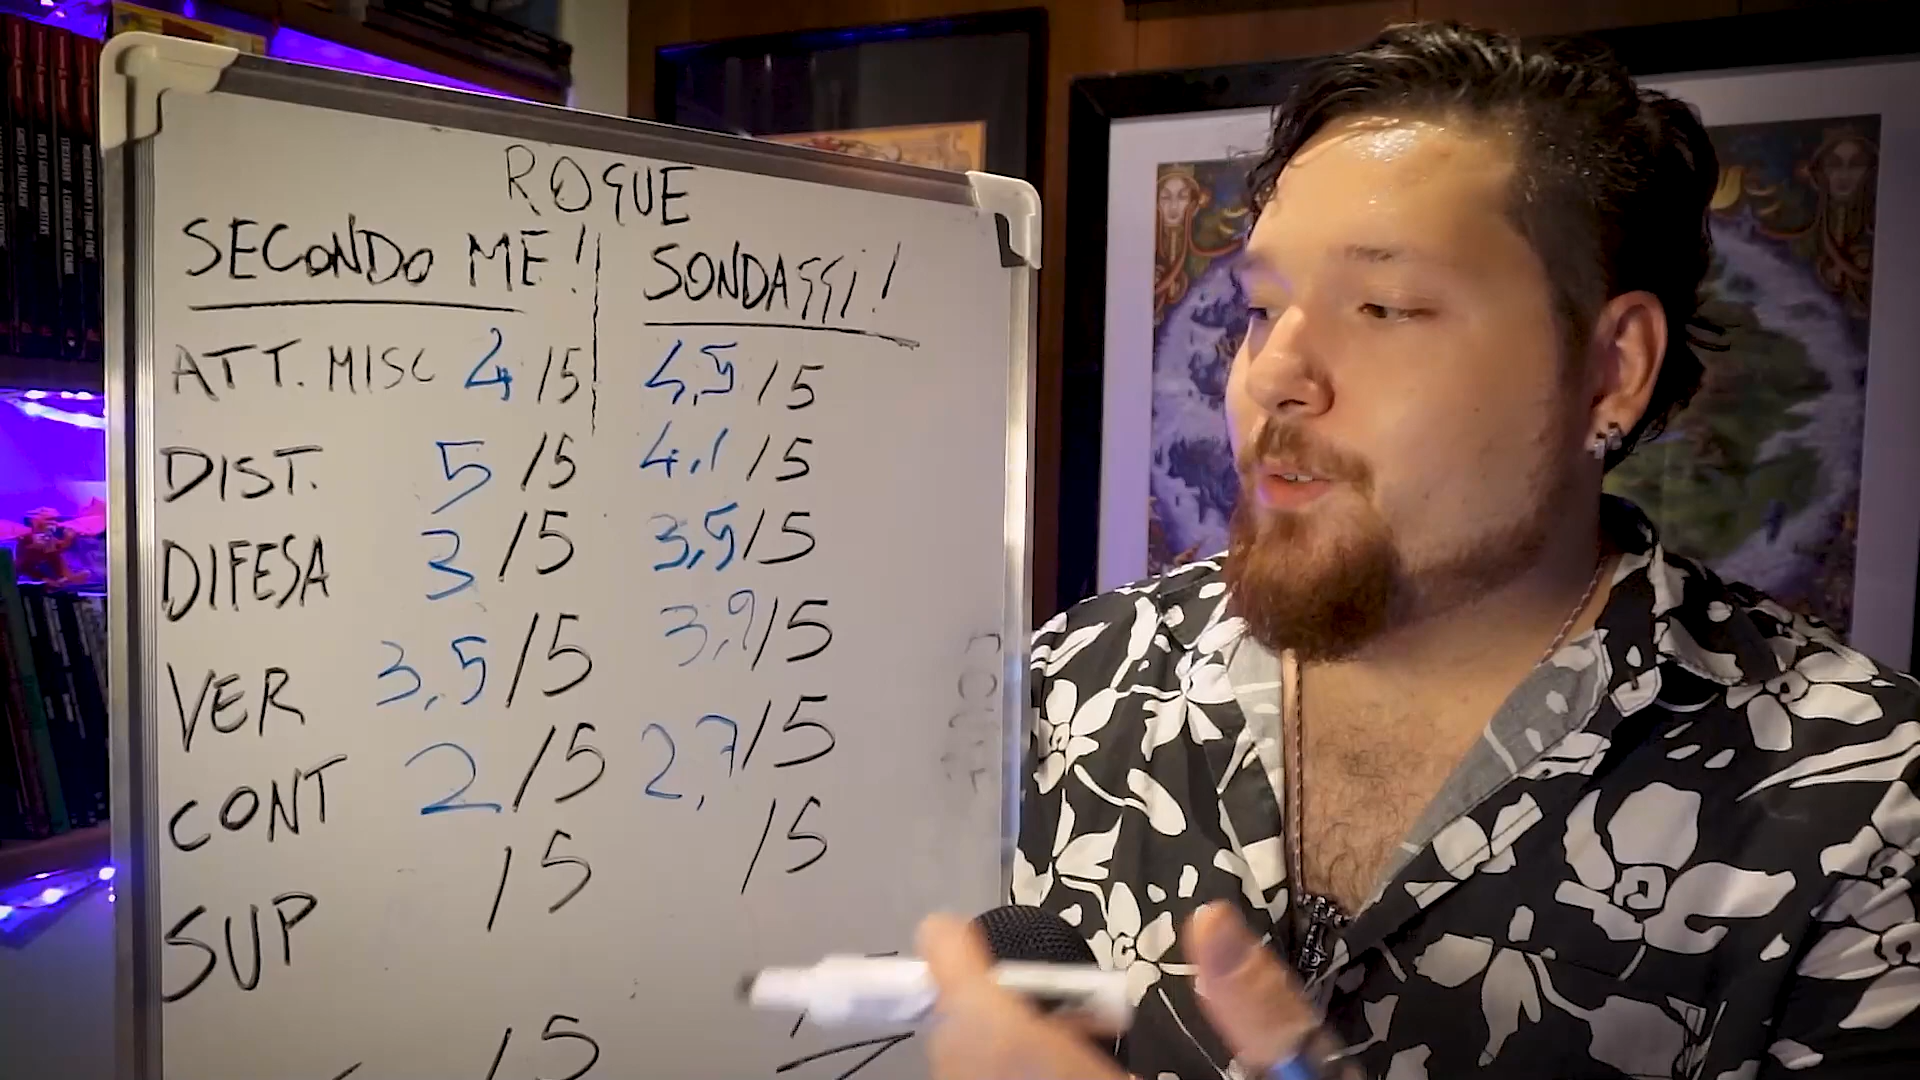 ROGUE
SECONDO ME! SONDAGGI!
ATT. MISC 4 /5 4,5 /5
DIST. 5 /5 4,1 /5
DIFESA 3 /5 3,5 /5
VER 3,5 /5 3,9 /5
CONT 2 /5 2,7 /5
SUP /5 /5
/5